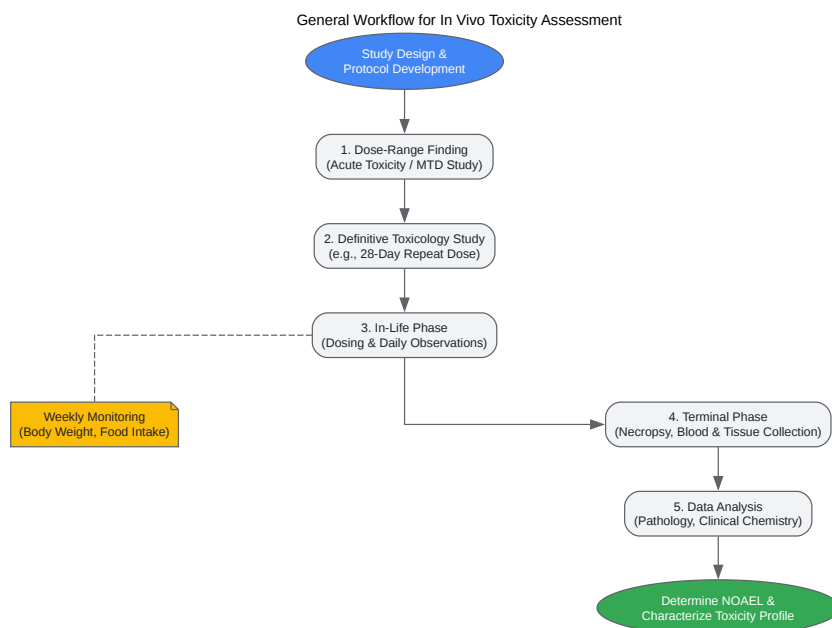 General Workflow for In Vivo Toxicity Assessment
Study Design &
Protocol Development
1. Dose-Range Finding
(Acute Toxicity / MTD Study)
2. Definitive Toxicology Study
(e.g., 28-Day Repeat Dose)
3. In-Life Phase
(Dosing & Daily Observations)
Weekly Monitoring
(Body Weight, Food Intake)
4. Terminal Phase
(Necropsy, Blood & Tissue Collection)
5. Data Analysis
(Pathology, Clinical Chemistry)
Determine NOAEL &
Characterize Toxicity Profile